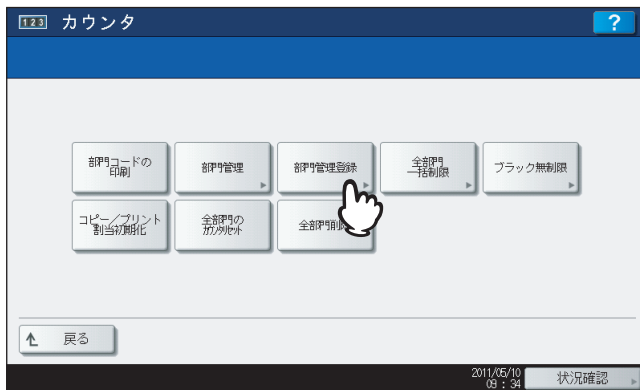 123 カウンタ
?
部門コードの
印刷
部門管理
部門管理登録
全部門
一括制限
ブラック無制限
コピー／プリント
割当初期化
全部門の
カウンタリセット
全部門削
戻る
2011/05/10
09 : 34
状況確認